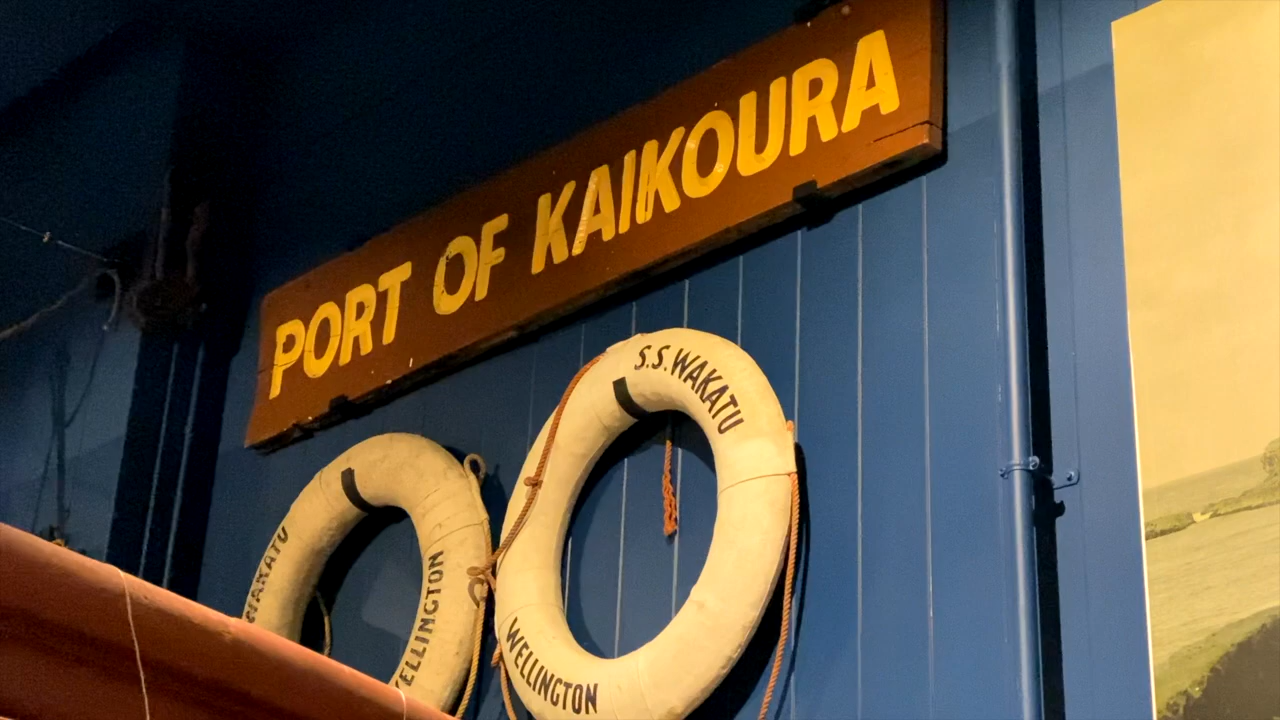 PORT OF KAIKOURA
S.S. WAKATU
WELLINGTON
WAKATU
WELLINGTON